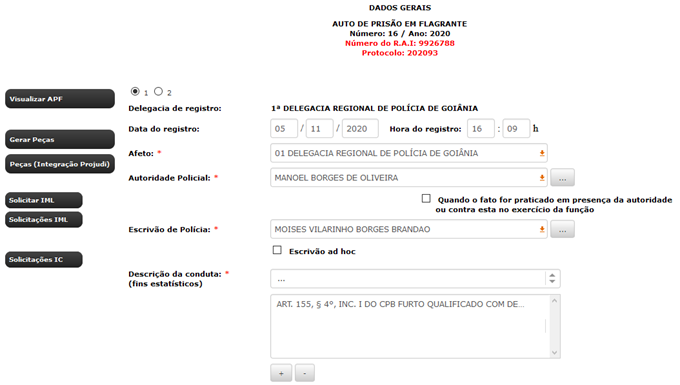 DADOS GERAIS
AUTO DE PRISÃO EM FLAGRANTE
Número: 16 / Ano: 2020
Número do R.A.I: 9926788
Protocolo: 202093
Visualizar APF
1 2
Delegacia de registro: 1ª DELEGACIA REGIONAL DE POLÍCIA DE GOIÂNIA
Data do registro: 05 / 11 / 2020 Hora do registro: 16 : 09 h
Gerar Peças
Afeto: * 01 DELEGACIA REGIONAL DE POLÍCIA DE GOIÂNIA
Peças (Integração Projudi)
Autoridade Policial: * MANOEL BORGES DE OLIVEIRA ...
Solicitar IML
Quando o fato for praticado em presença da autoridade
ou contra esta no exercício da função
Solicitações IML
Escrivão de Polícia: * MOISES VILARINHO BORGES BRANDAO ...
Escrivão ad hoc
Solicitações IC
Descrição da conduta: * ...
(fins estatísticos)
ART. 155, § 4º, INC. I DO CPB FURTO QUALIFICADO COM DE...
+ -